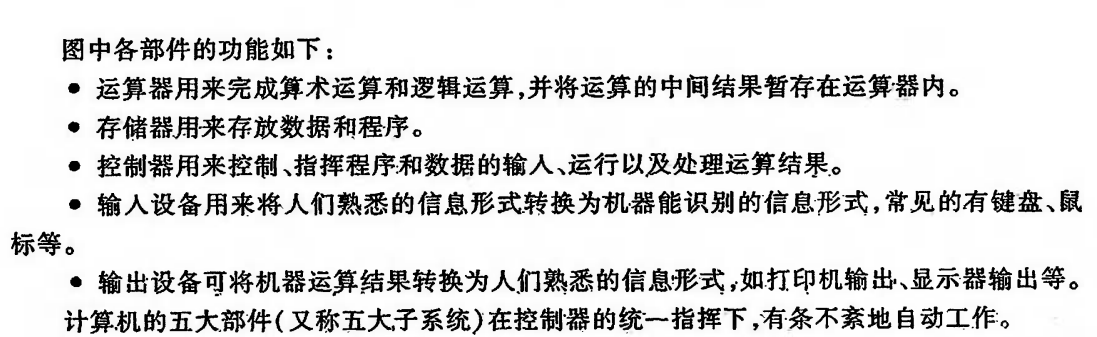 图中各部件的功能如下：
● 运算器用来完成算术运算和逻辑运算,并将运算的中间结果暂存在运算器内。
● 存储器用来存放数据和程序。
● 控制器用来控制、指挥程序和数据的输入、运行以及处理运算结果。
● 输入设备用来将人们熟悉的信息形式转换为机器能识别的信息形式,常见的有键盘、鼠
标等。
● 输出设备可将机器运算结果转换为人们熟悉的信息形式,如打印机输出、显示器输出等。
计算机的五大部件(又称五大子系统)在控制器的统一指挥下,有条不紊地自动工作。